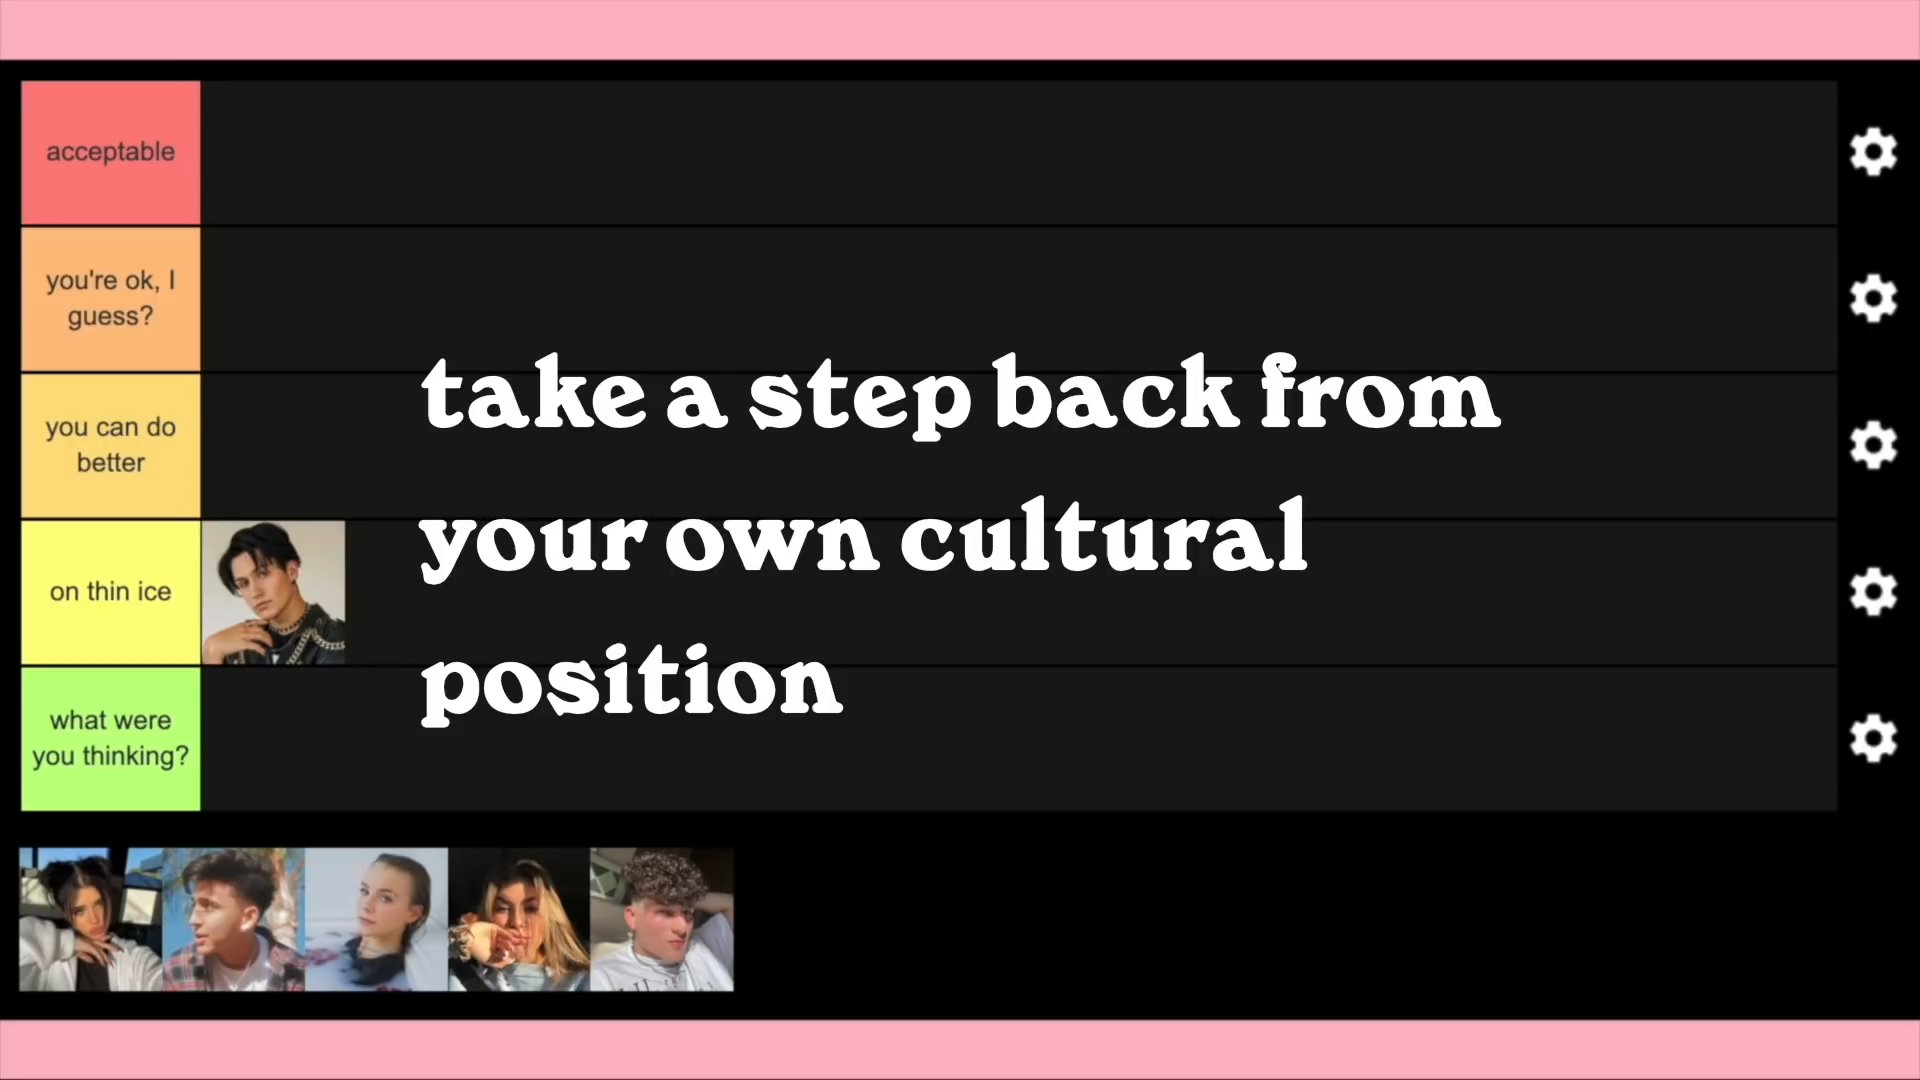 acceptable
you're ok, I
guess?
you can do
better
on thin ice
what were
you thinking?
take a step back from
your own cultural
position